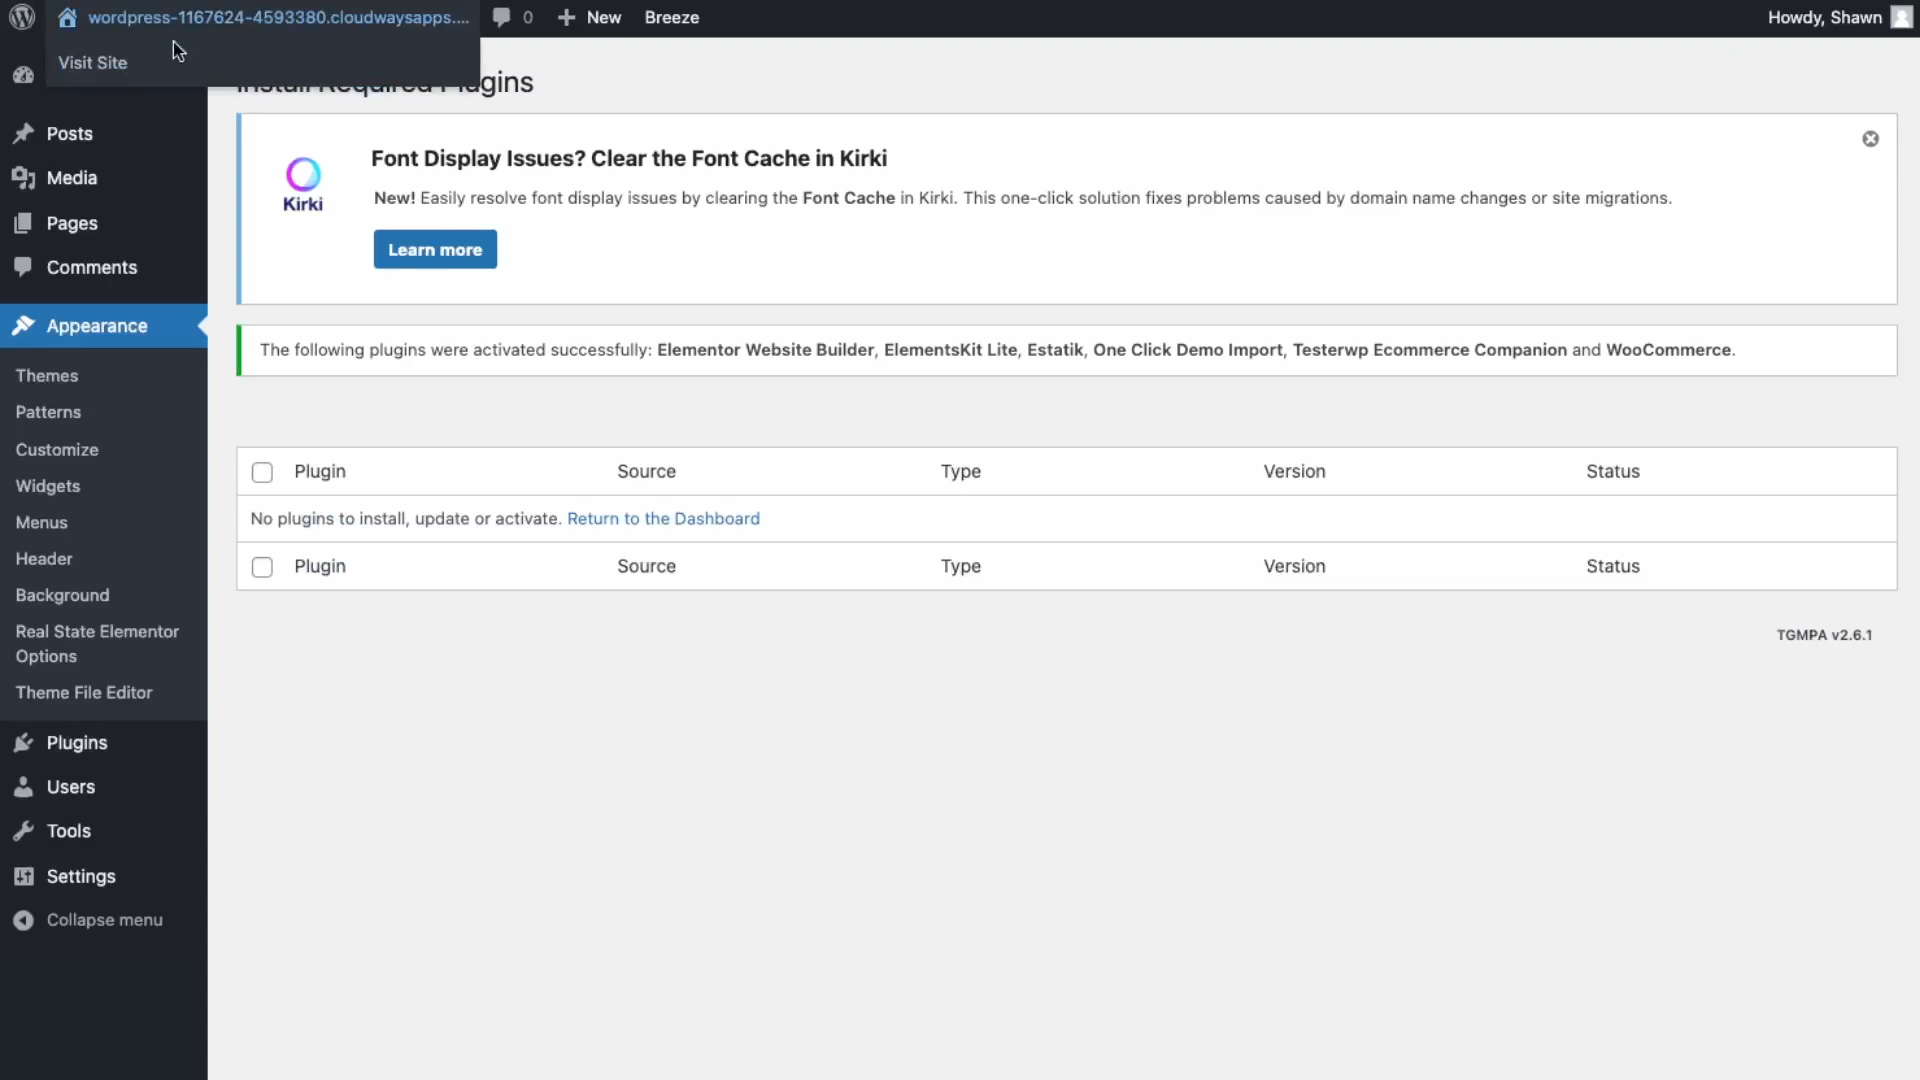 wordpress-1167624-4593380.cloudwaysapps....
0
New
Breeze
Howdy, Shawn
Visit Site
Install Required Plugins
Posts
Media
Pages
Comments
Appearance
Themes
Patterns
Customize
Widgets
Menus
Header
Background
Real State Elementor
Options
Theme File Editor
Plugins
Users
Tools
Settings
Collapse menu
Kirki
Font Display Issues? Clear the Font Cache in Kirki
New! Easily resolve font display issues by clearing the Font Cache in Kirki. This one-click solution fixes problems caused by domain name changes or site migrations.
Learn more
The following plugins were activated successfully: Elementor Website Builder, ElementsKit Lite, Estatik, One Click Demo Import, Testerwp Ecommerce Companion and WooCommerce.
Plugin Source Type Version Status
No plugins to install, update or activate. Return to the Dashboard
Plugin Source Type Version Status
TGMPA v2.6.1